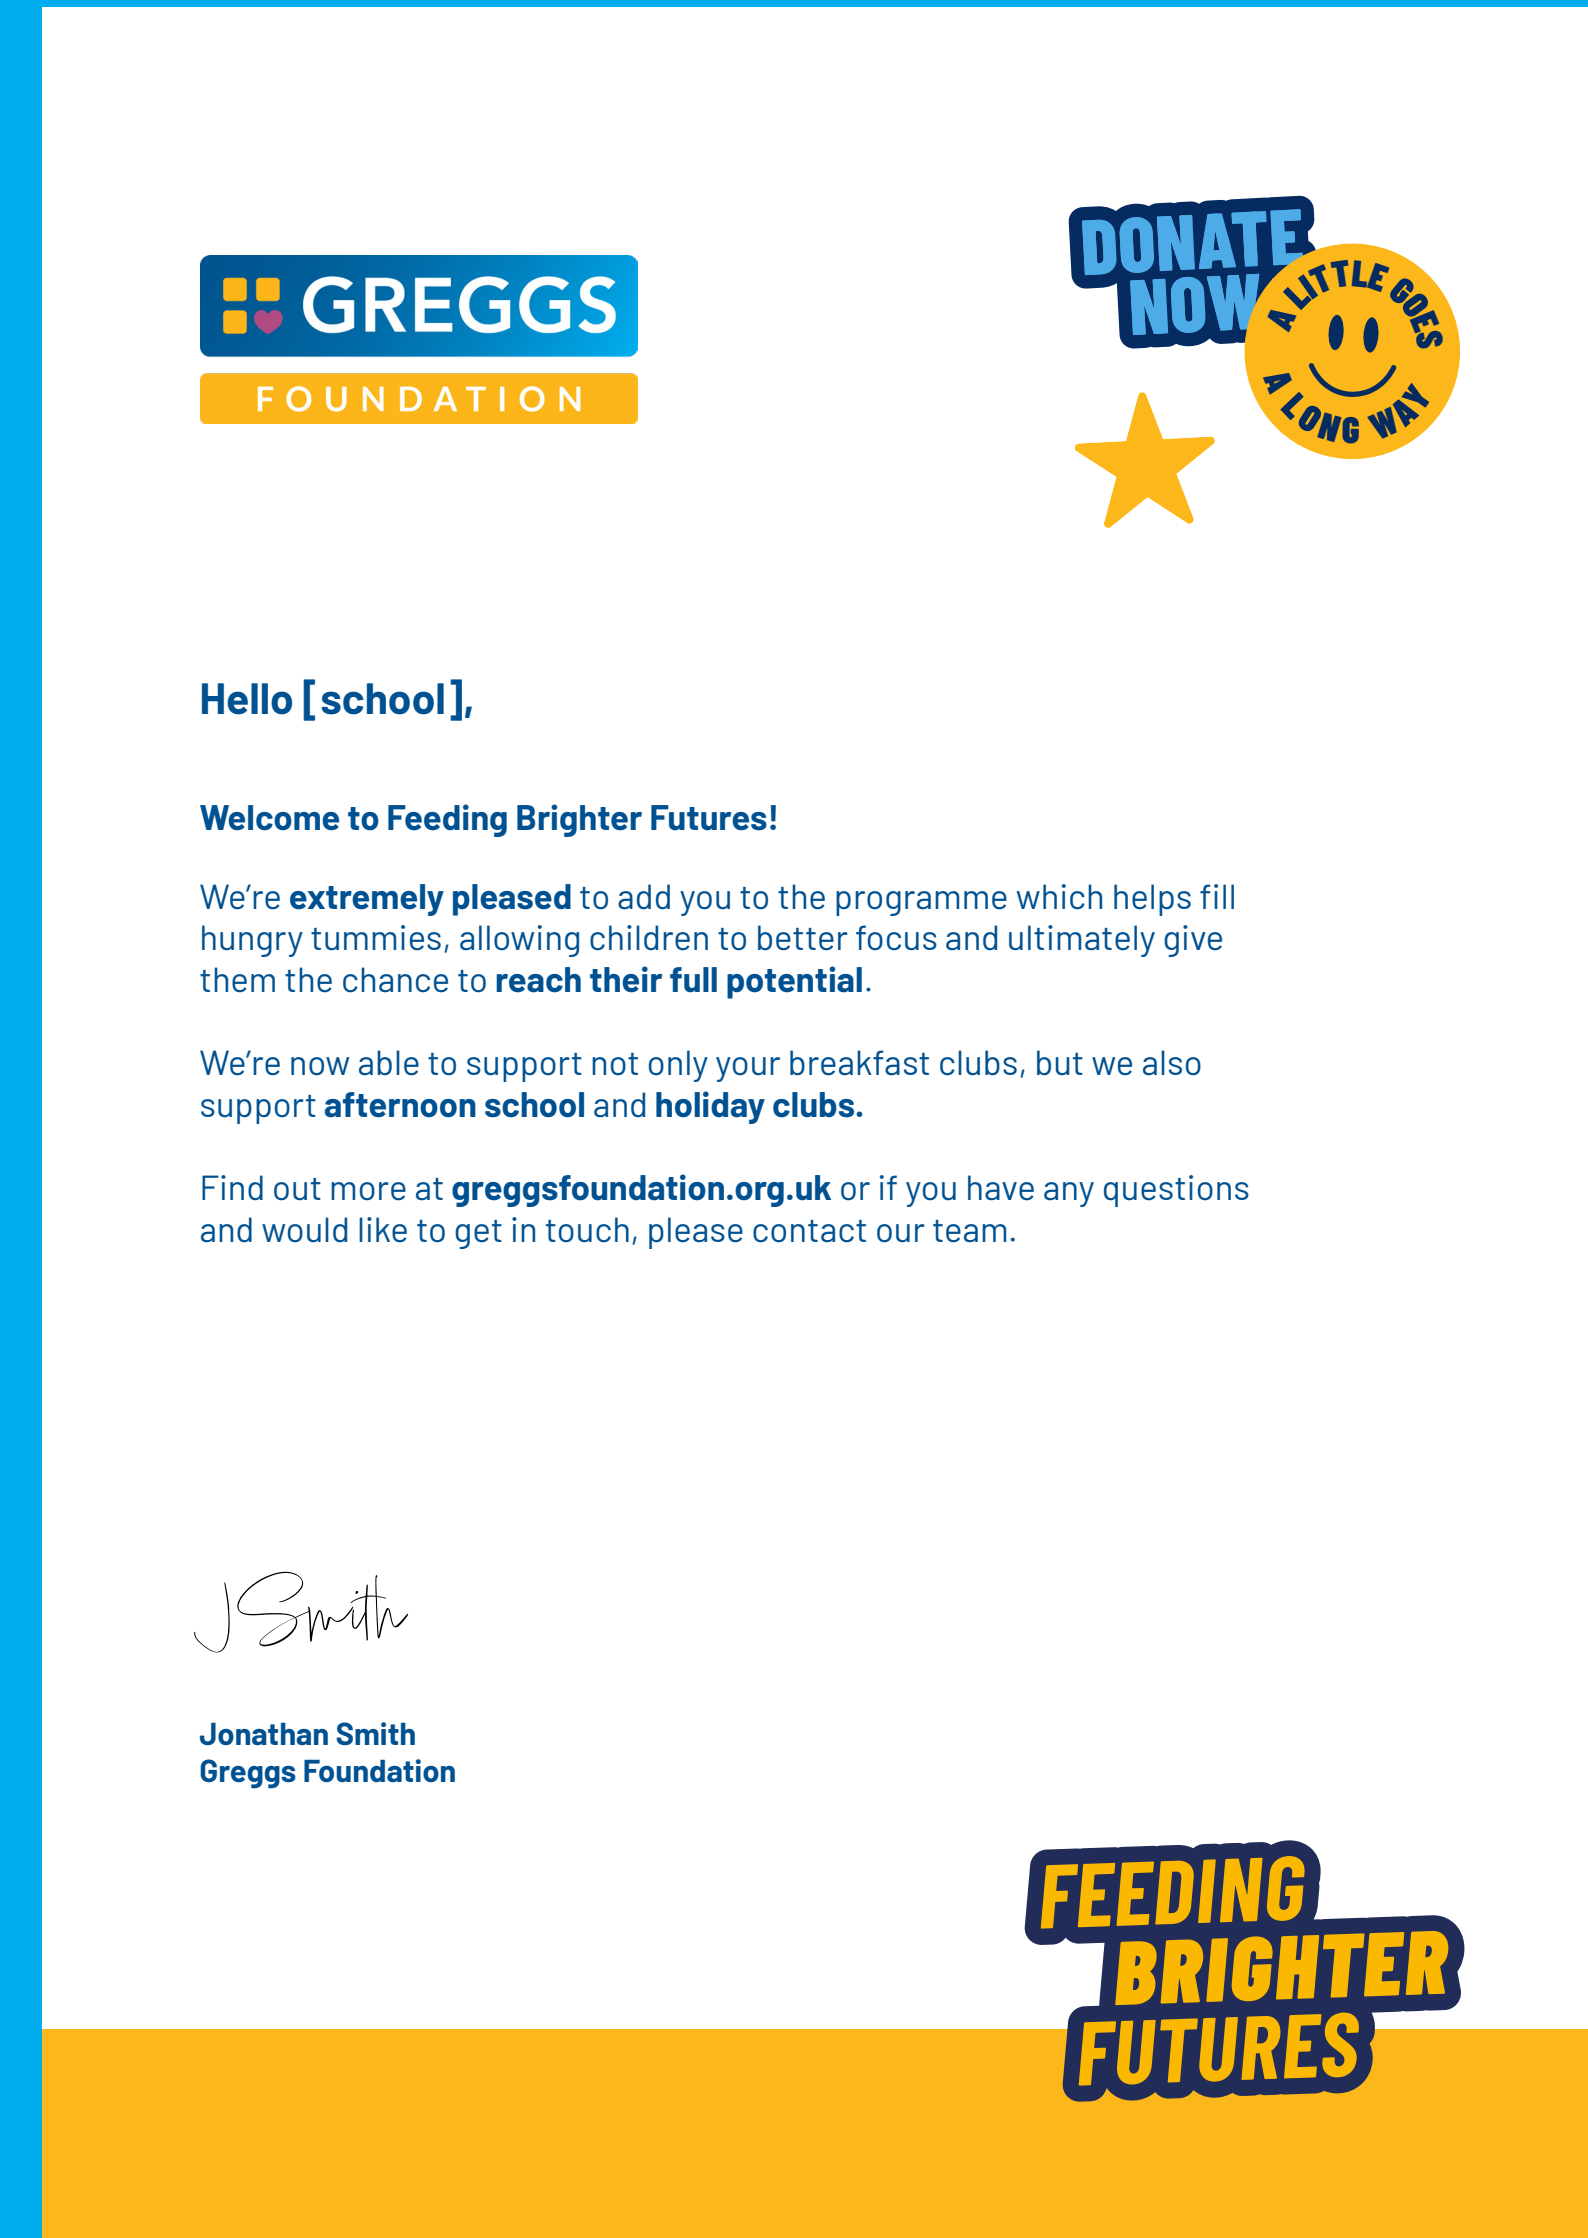 GREGGS
FOUNDATION
DONATE
NOW
A LITTLE GOES
A LONG WAY
Hello [school],
Welcome to Feeding Brighter Futures!
We’re extremely pleased to add you to the programme which helps fill
hungry tummies, allowing children to better focus and ultimately give
them the chance to reach their full potential.
We’re now able to support not only your breakfast clubs, but we also
support afternoon school and holiday clubs.
Find out more at greggsfoundation.org.uk or if you have any questions
and would like to get in touch, please contact our team.
JSmith
Jonathan Smith
Greggs Foundation
FEEDING
BRIGHTER
FUTURES